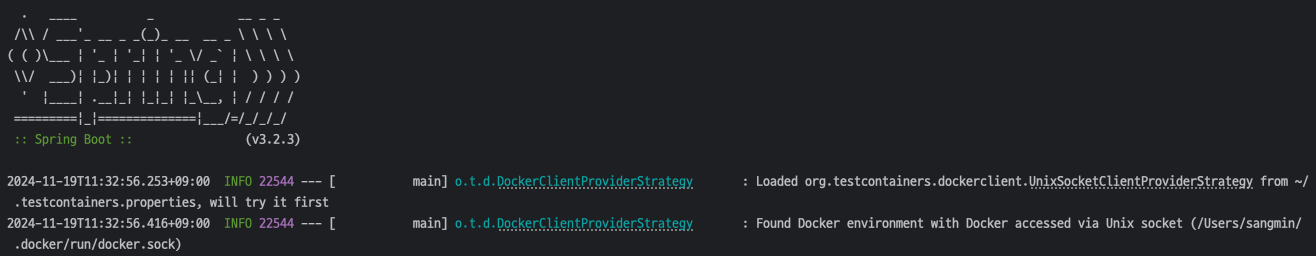 .   ____          _            __ _ _
 /\\ / ___'_ __ _ _(_)_ __  __ _ \ \ \ \
( ( )\___ | '_ | '_| | '_ \/ _` | \ \ \ \
 \\/  ___)| |_)| | | | | || (_| |  ) ) ) )
  '  |____| .__|_| |_|_| |_\__, | / / / /
 =========|_|==============|___/=/_/_/_/
 :: Spring Boot ::                (v3.2.3)
2024-11-19T11:32:56.253+09:00  INFO 22544 --- [           main] o.t.d.DockerClientProviderStrategy       : Loaded org.testcontainers.dockerclient.UnixSocketClientProviderStrategy from ~/
 .testcontainers.properties, will try it first
2024-11-19T11:32:56.416+09:00  INFO 22544 --- [           main] o.t.d.DockerClientProviderStrategy       : Found Docker environment with Docker accessed via Unix socket (/Users/sangmin/
 .docker/run/docker.sock)